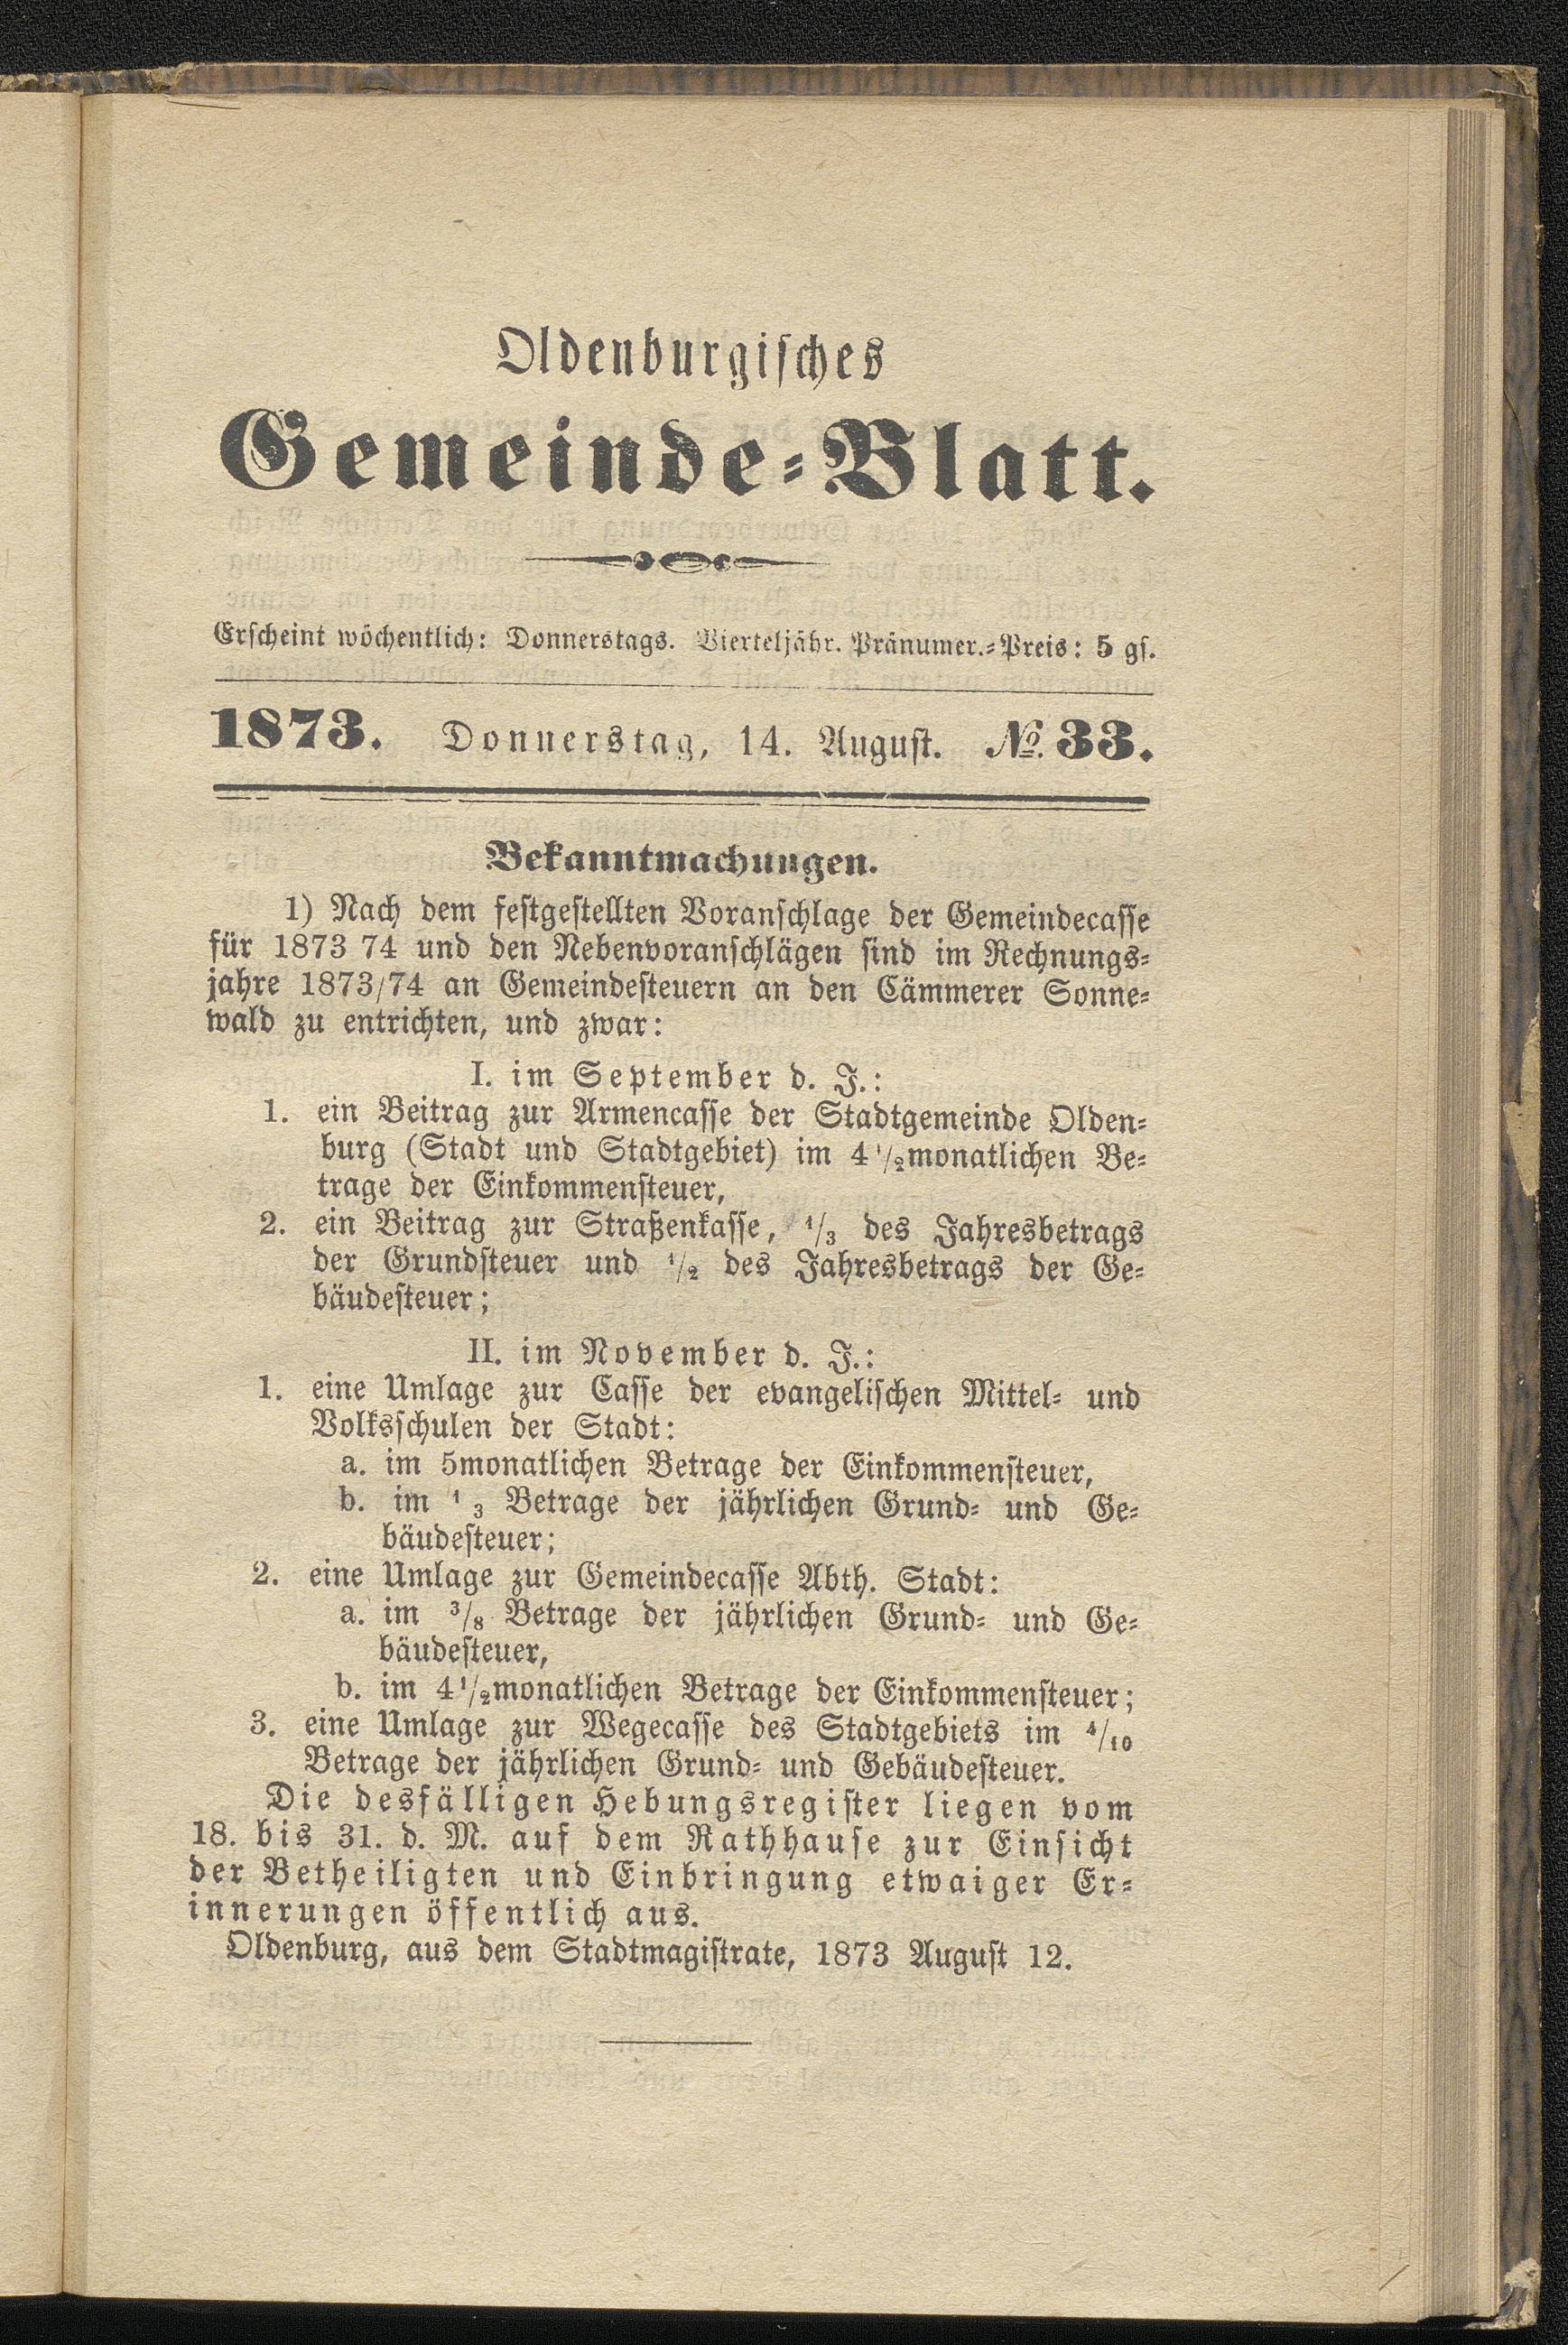 Oldenburgisches
Gemeinde-Blatt.
Erscheint wöchentlich: Donnerstags. Vierteljähr. Pränumer.-Preis: 5 gs.
1873. Donnerstag, 14. August. №. 33.
Bekanntmachungen.
1) Nach dem festgestellten Voranschlage der Gemeindecasse
für 1873 74 und den Nebenvoranschlägen sind im Rechnungs-
jahre 1873/74 an Gemeindesteuern an den Cämmerer Sonne-
wald zu entrichten, und zwar:
I. im September d. J.:
1. ein Beitrag zur Armencasse der Stadtgemeinde Olden-
burg (Stadt und Stadtgebiet) im 4 1/2monatlichen Be-
trage der Einkommensteuer,
2. ein Beitrag zur Straßenkasse, 1/3 des Jahresbetrags
der Grundsteuer und 1/2 des Jahresbetrags der Ge-
bäudesteuer;
II. im November d. J.:
1. eine Umlage zur Casse der evangelischen Mittel- und
Volksschulen der Stadt:
a. im 5monatlichen Betrage der Einkommensteuer,
b. im 1 3 Betrage der jährlichen Grund- und Ge-
bäudesteuer;
2. eine Umlage zur Gemeindecasse Abth. Stadt:
a. im 3/8 Betrage der jährlichen Grund- und Ge-
bäudesteuer,
b. im 4 1/2monatlichen Betrage der Einkommensteuer;
3. eine Umlage zur Wegecasse des Stadtgebiets im 4/10
Betrage der jährlichen Grund- und Gebäudesteuer.
Die desfälligen Hebungsregister liegen vom
18. bis 31. d. M. auf dem Rathhause zur Einsicht
der Betheiligten und Einbringung etwaiger Er-
innerungen öffentlich aus.
Oldenburg, aus dem Stadtmagistrate, 1873 August 12.